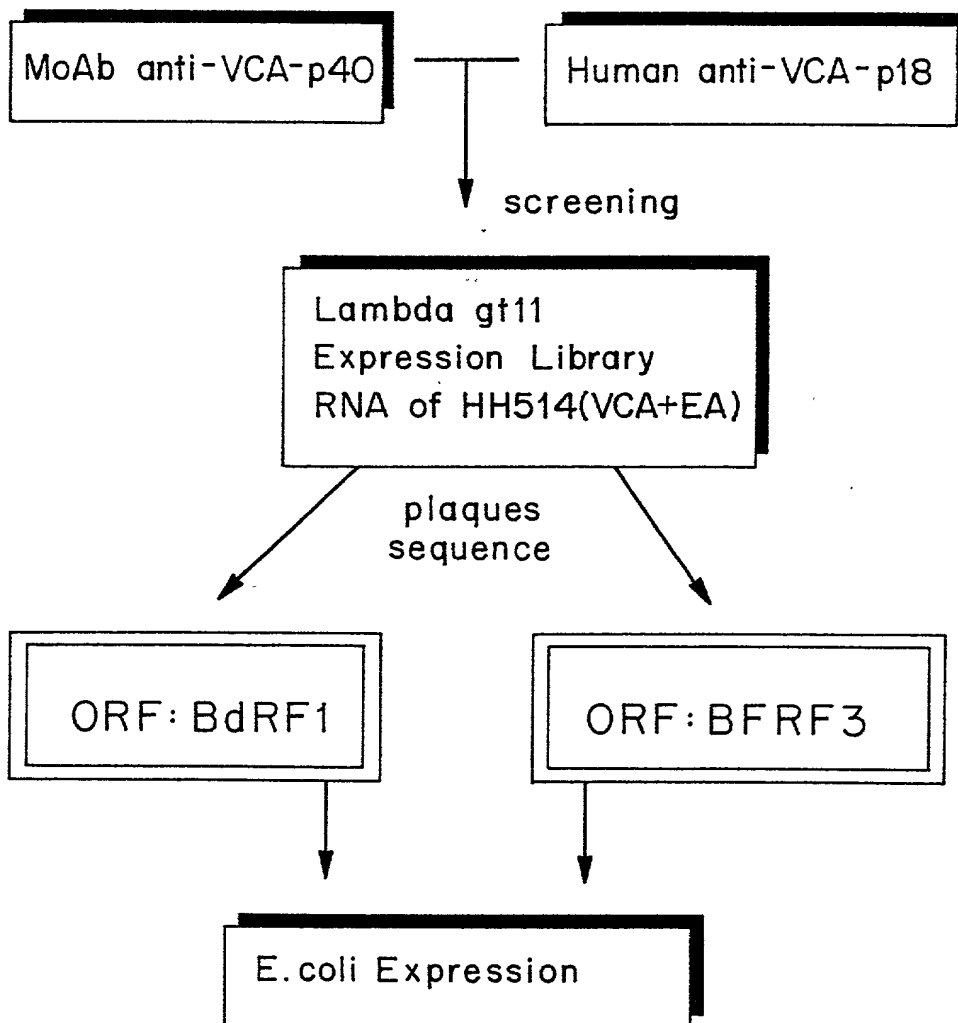 MoAb anti-VCA-p40
Human anti-VCA-p18
screening
Lambda gt11
Expression Library
RNA of HH514(VCA+EA)
plaques
sequence
ORF: BdRF1
ORF: BFRF3
E.coli Expression